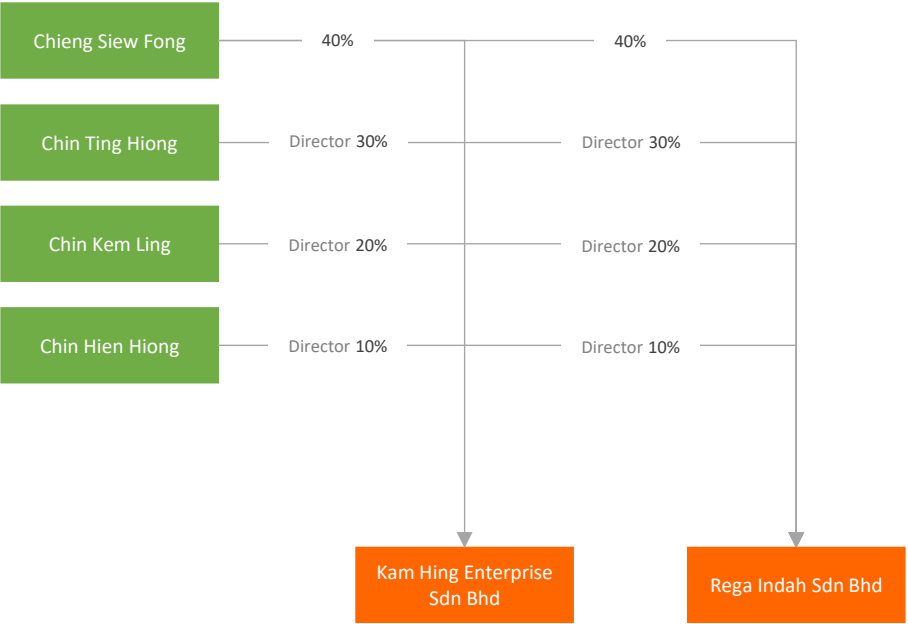 Chieng Siew Fong 40% 40%
Chin Ting Hiong Director 30% Director 30%
Chin Kem Ling Director 20% Director 20%
Chin Hien Hiong Director 10% Director 10%
Kam Hing Enterprise
Sdn Bhd
Rega Indah Sdn Bhd